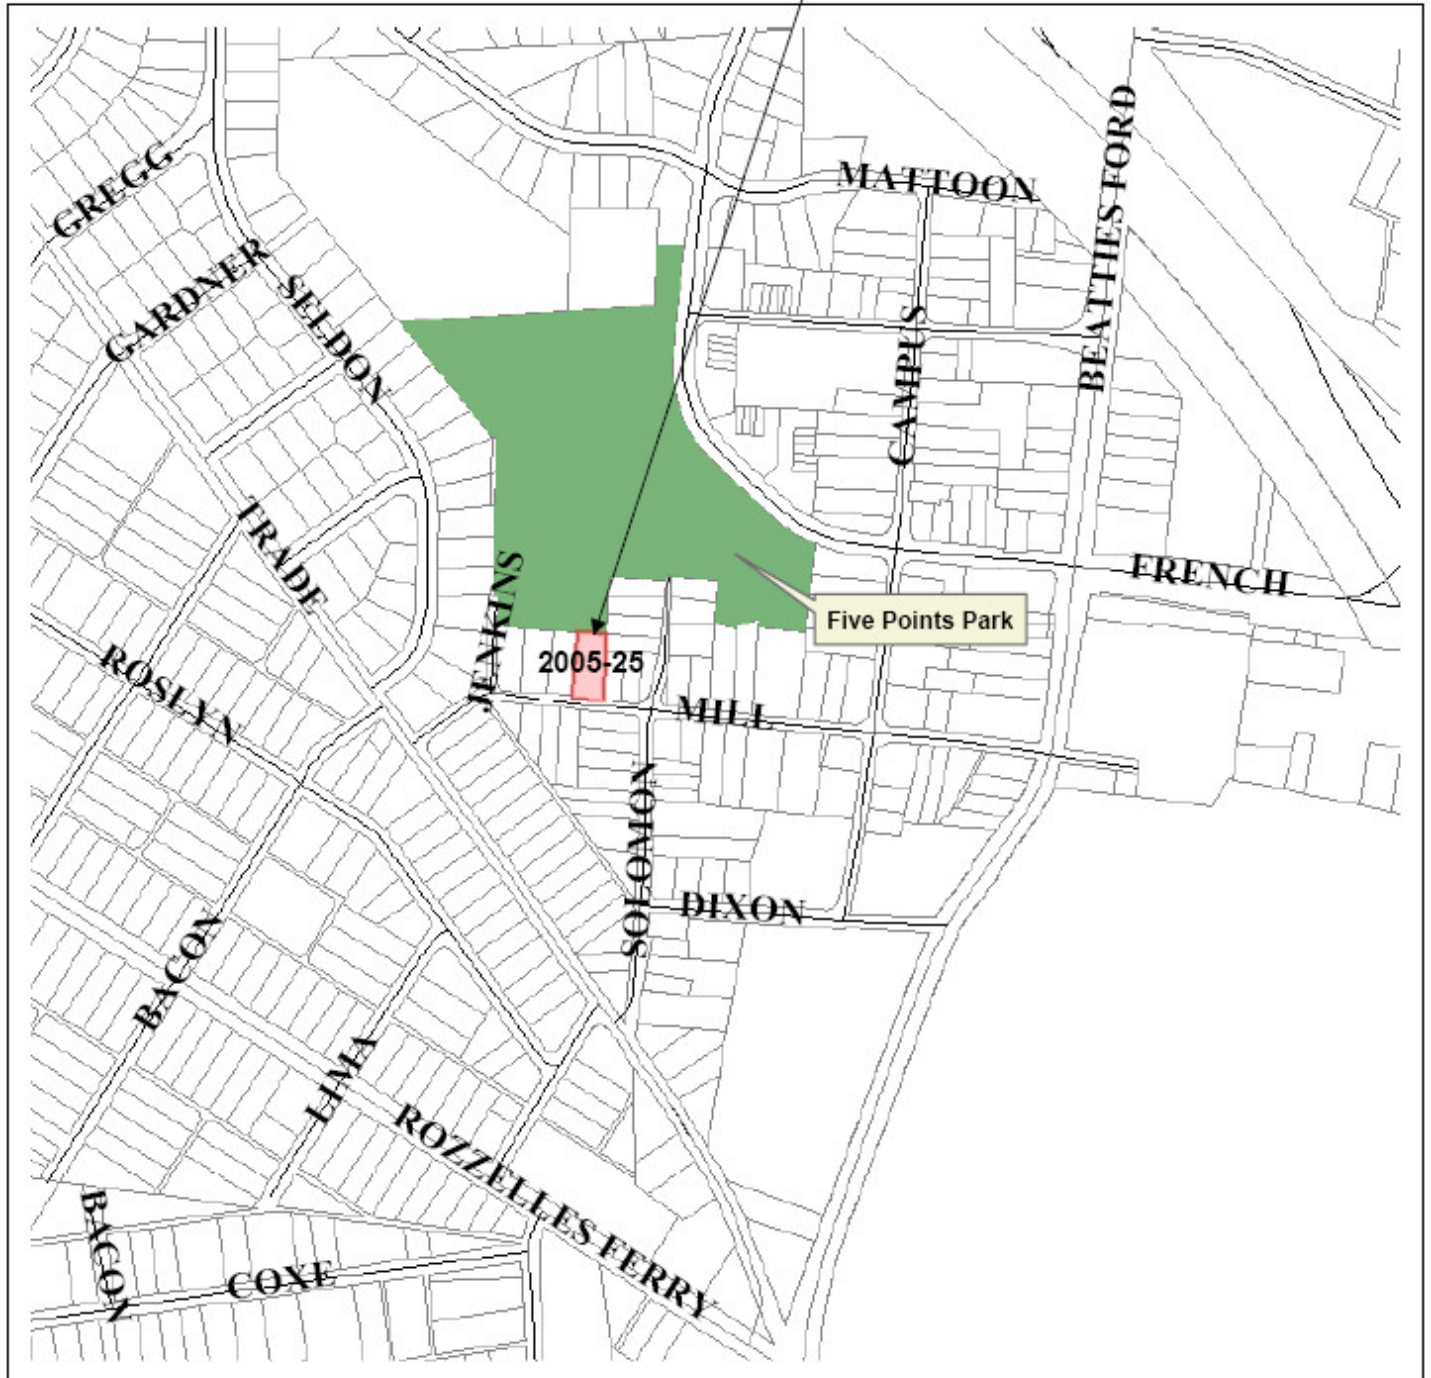 MATTOON
BEATTIES FORD
GREGG
GARDNER
SELDON
CAMPUS
TRADE
JENKINS
FRENCH
Five Points Park
2005-25
ROSLYN
MILL
SOLOMON
DIXON
BACON
LIMA
ROZZELLES FERRY
BACON
COXE